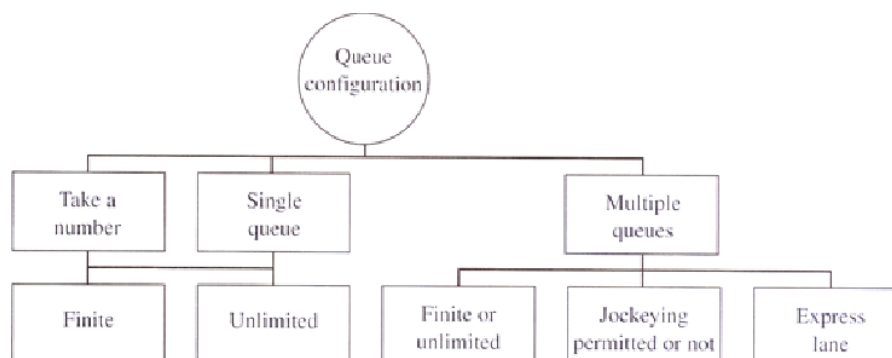 Queue
configuration
Take a
number
Single
queue
Multiple
queues
Finite
Unlimited
Finite or
unlimited
Jockeying
permitted or not
Express
lane